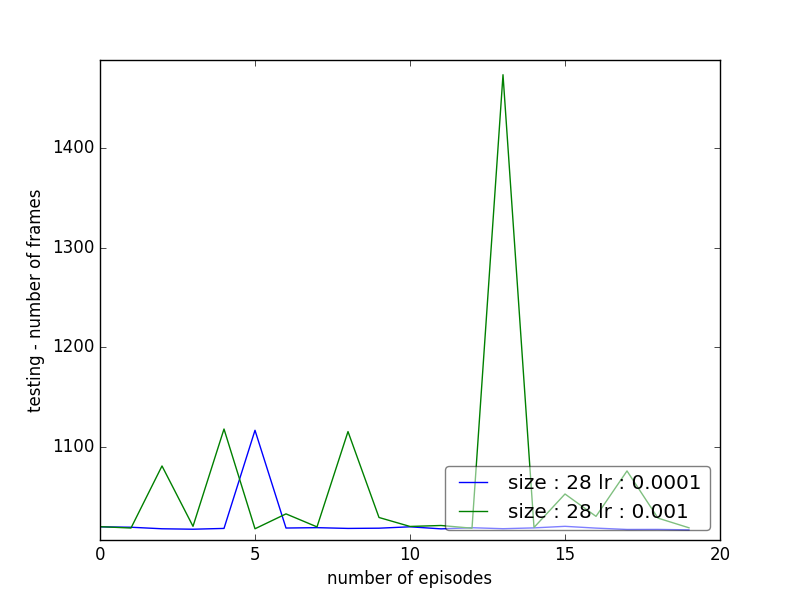 1400
1300
1200
1100
testing - number of frames
size : 28 lr : 0.0001
size : 28 lr : 0.001
0 5 10 15 20
number of episodes